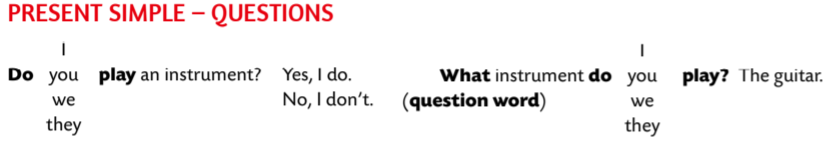 PRESENT SIMPLE – QUESTIONS
I I
Do you play an instrument? Yes, I do. What instrument do you play? The guitar.
we No, I don't. (question word) we
they they